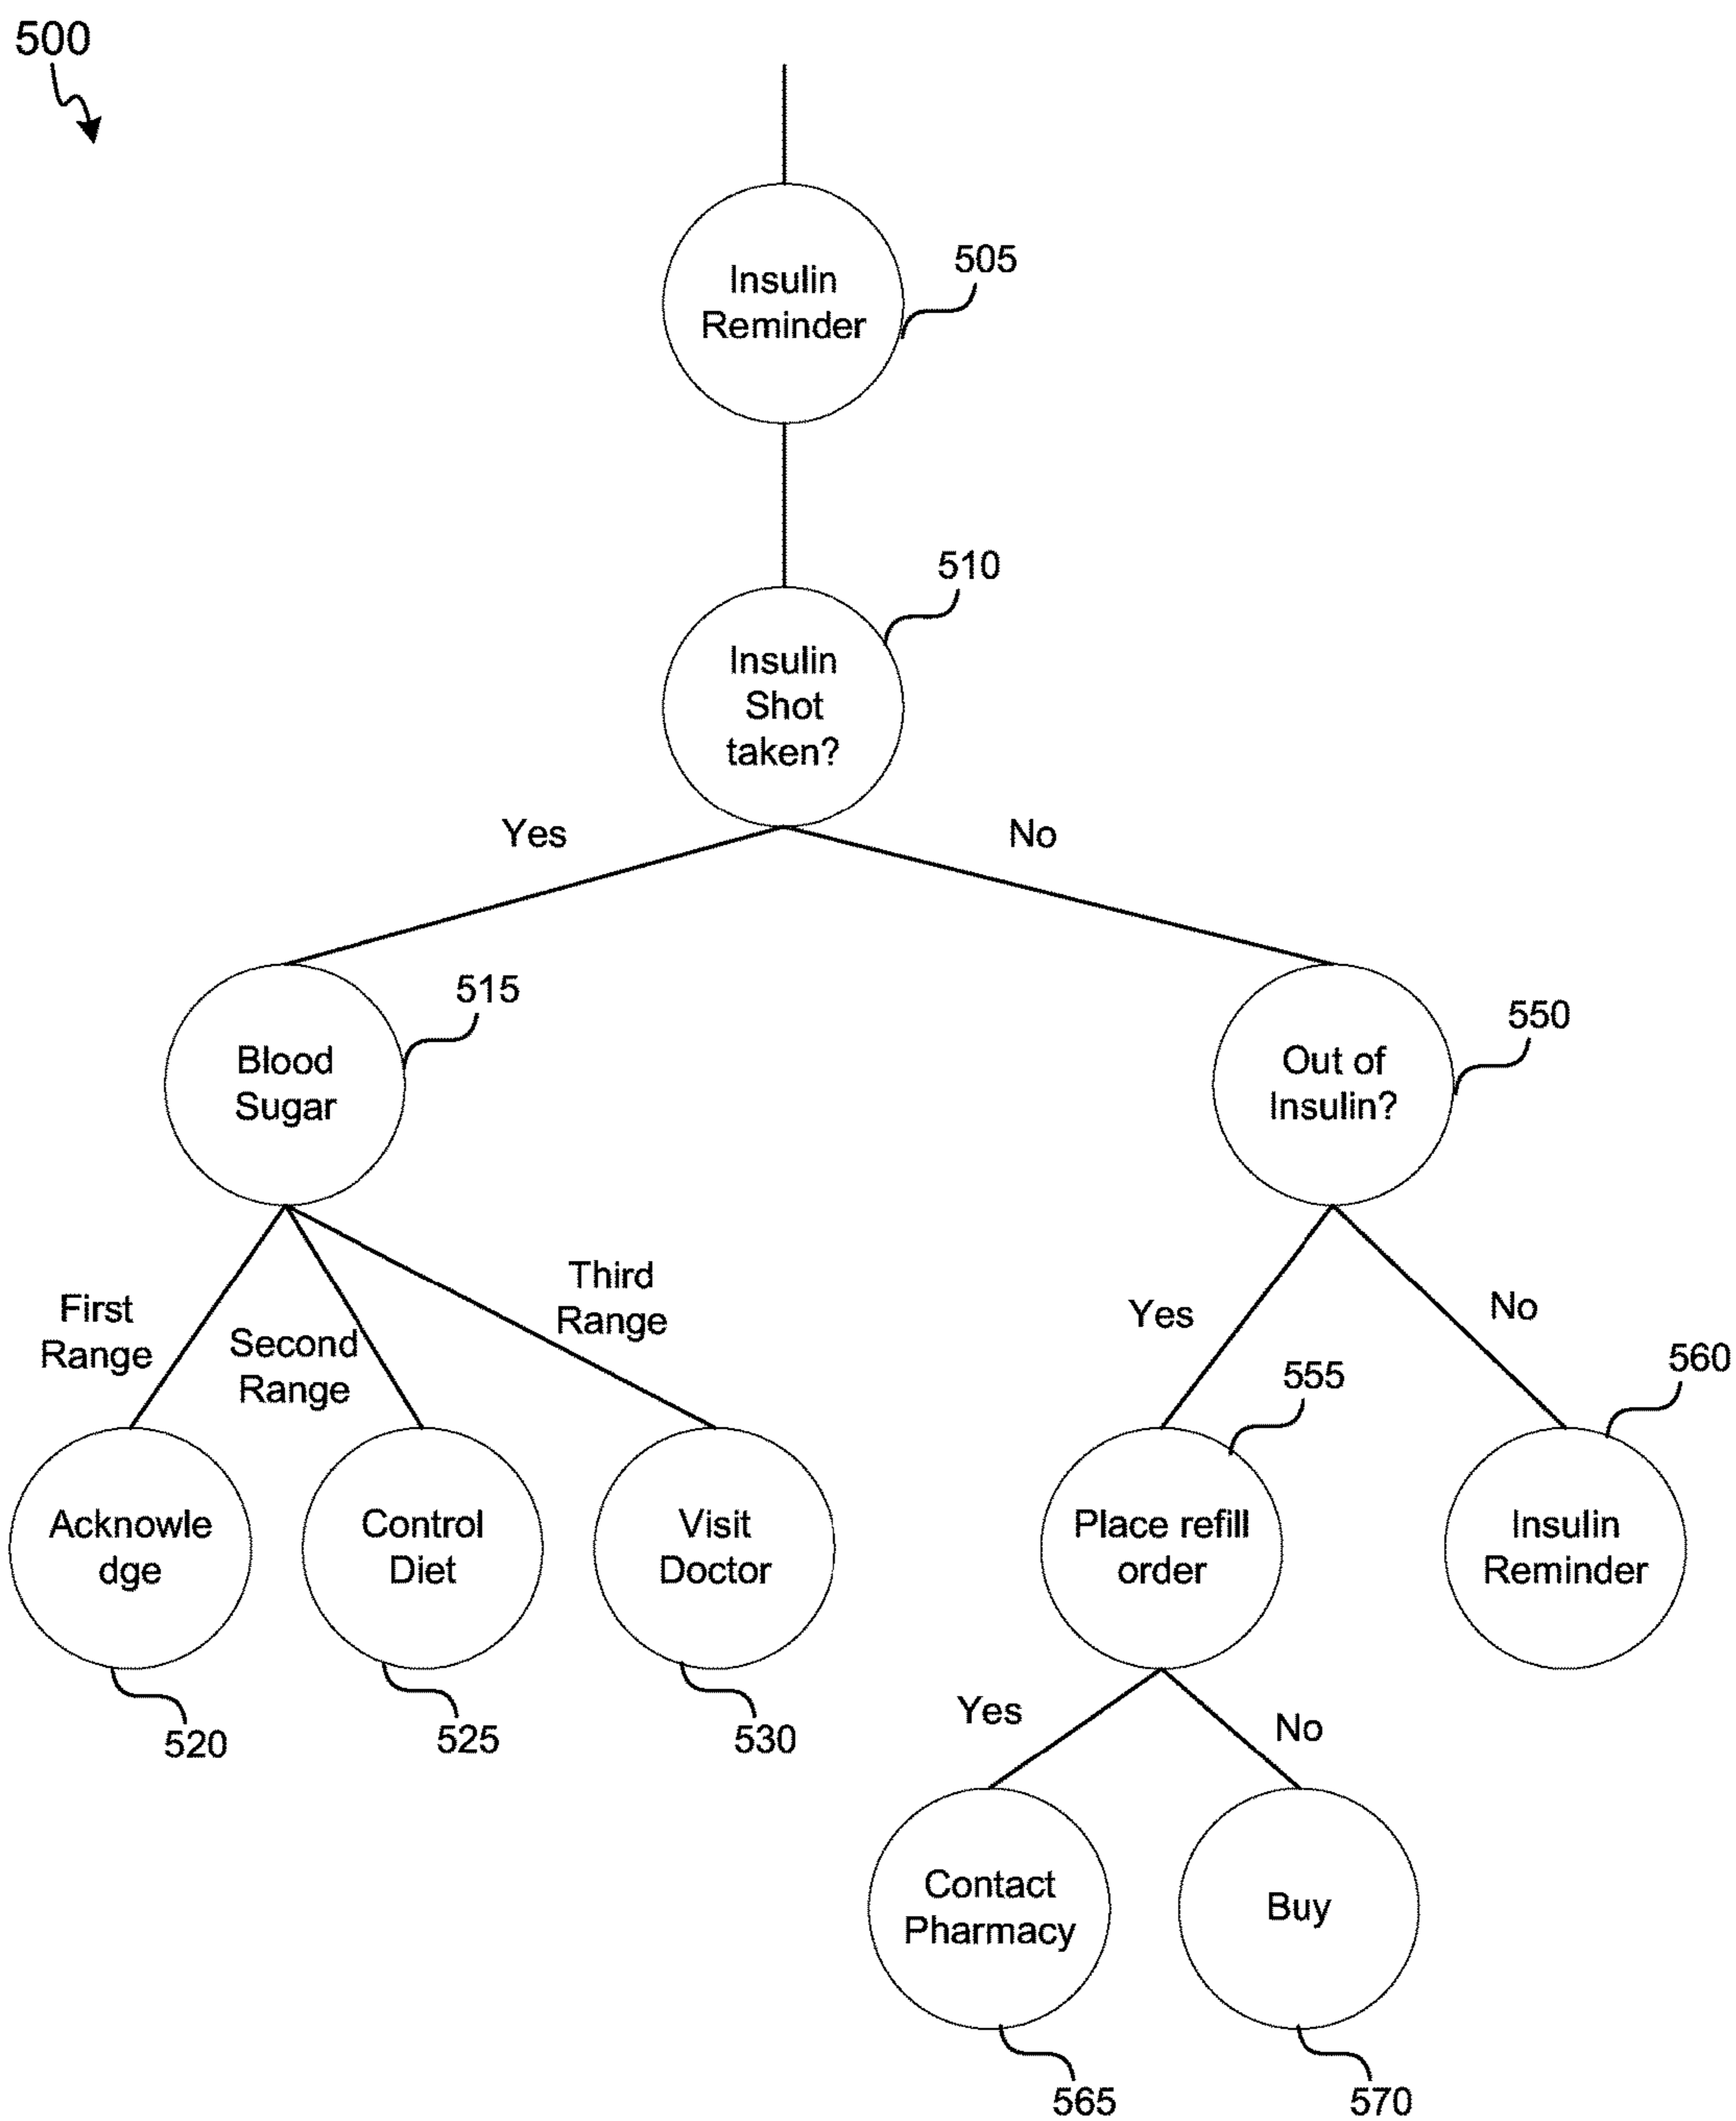 500
Insulin
Reminder
505
510
Insulin
Shot
taken?
Yes
No
515
550
Blood
Sugar
Out of
Insulin?
First
Range
Second
Range
Third
Range
Yes
No
555
560
Acknowle
dge
Control
Diet
Visit
Doctor
Place refill
order
Insulin
Reminder
520
525
530
Yes
No
Contact
Pharmacy
Buy
565
570